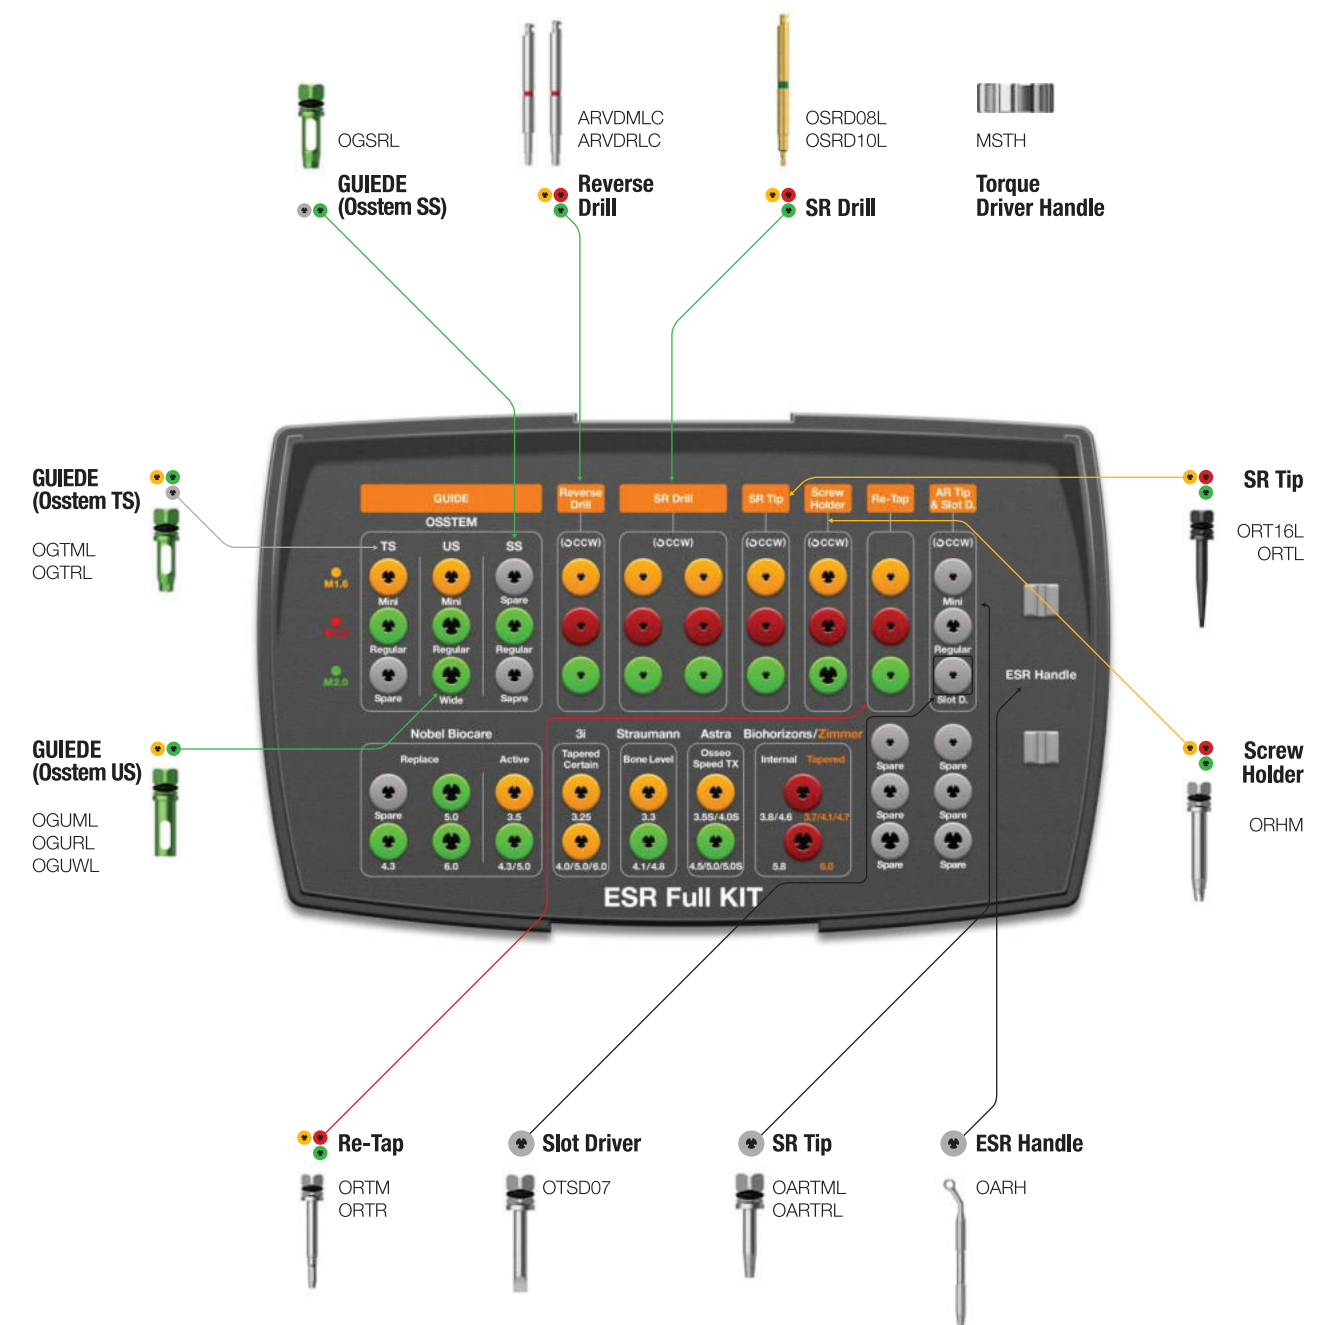 OGSRL
GUIEDE
(Osstem SS)
ARVDMLC
ARVDRLC
Reverse
Drill
OSRD08L
OSRD10L
SR Drill
MSTH
Torque
Driver Handle
GUIEDE
(Osstem TS)
OGTML
OGTRL
GUIEDE
(Osstem US)
OGUML
OGURL
OGUWL
SR Tip
ORT16L
ORTL
Screw
Holder
ORHM
GUIDE
Reverse
Drill
SR Drill
SR Tip
Screw
Holder
Re-Tap
AR Tip
& Slot D.
OSSTEM
TS US SS
(CCW) (CCW) (CCW) (CCW) (CCW)
M1.6
Mini Mini Spare Mini
Regular Regular Regular Regular
M2.0
Spare Wide Sapre Slot D.
ESR Handle
Nobel Biocare
Replace Active
Spare 5.0 3.5
4.3 6.0 4.3/5.0
3i
Tapered
Certain
3.25
4.0/5.0/6.0
Straumann
Bone Level
3.3
4.1/4.8
Astra
Osseo
Speed TX
3.5S/4.0S
4.5/5.0/5.0S
Biohorizons/Zimmer
Internal Tapered
3.8/4.6 3.7/4.1/4.7
5.8 6.0
Spare Spare
Spare Spare
Spare Spare
ESR Full KIT
Re-Tap
ORTM
ORTR
Slot Driver
OTSD07
SR Tip
OARTML
OARTRL
ESR Handle
OARH